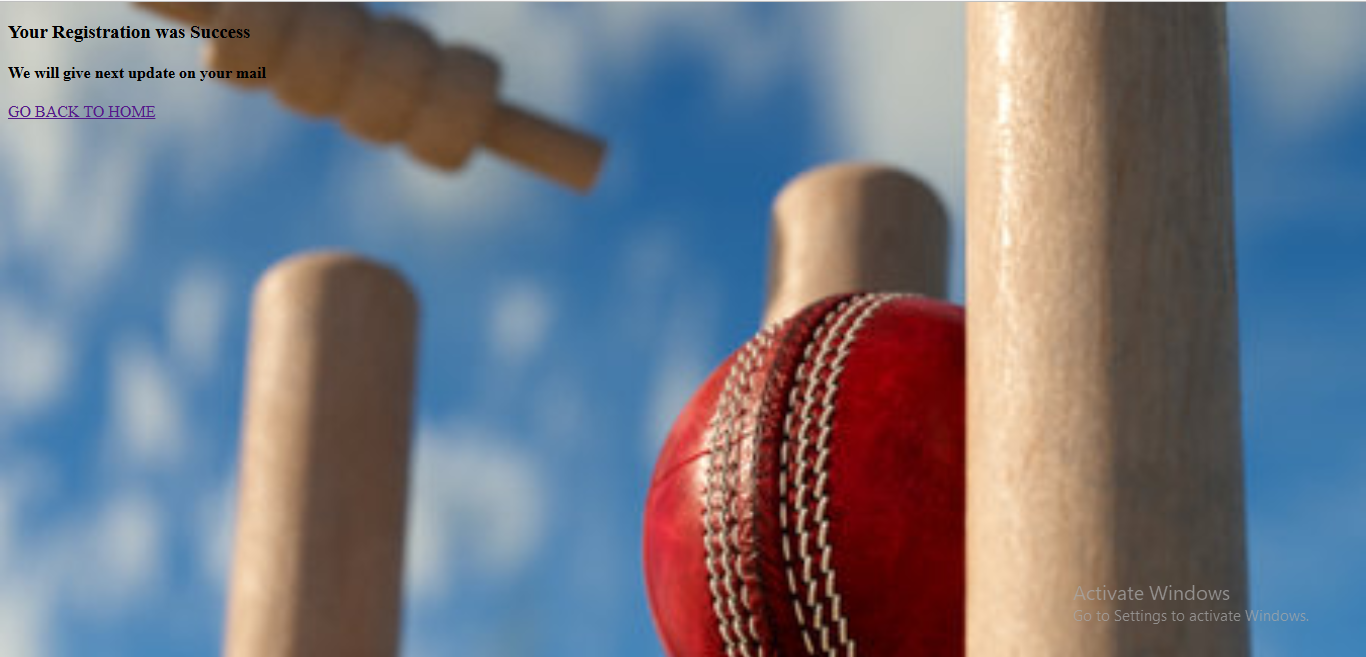 Your Registration was Success
We will give next update on your mail
GO BACK TO HOME
Activate Windows
Go to Settings to activate Windows.